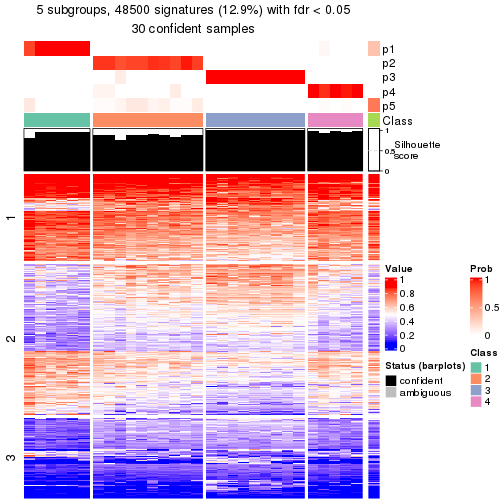 5 subgroups, 48500 signatures (12.9%) with fdr < 0.05
30 confident samples
p1
p2
p3
p4
p5
Class
1
0.5
0
Silhouette
score
1
2
3
Value
1
0.8
0.6
0.4
0.2
0
Status (barplots)
confident
ambiguous
Prob
1
0.5
0
Class
1
2
3
4